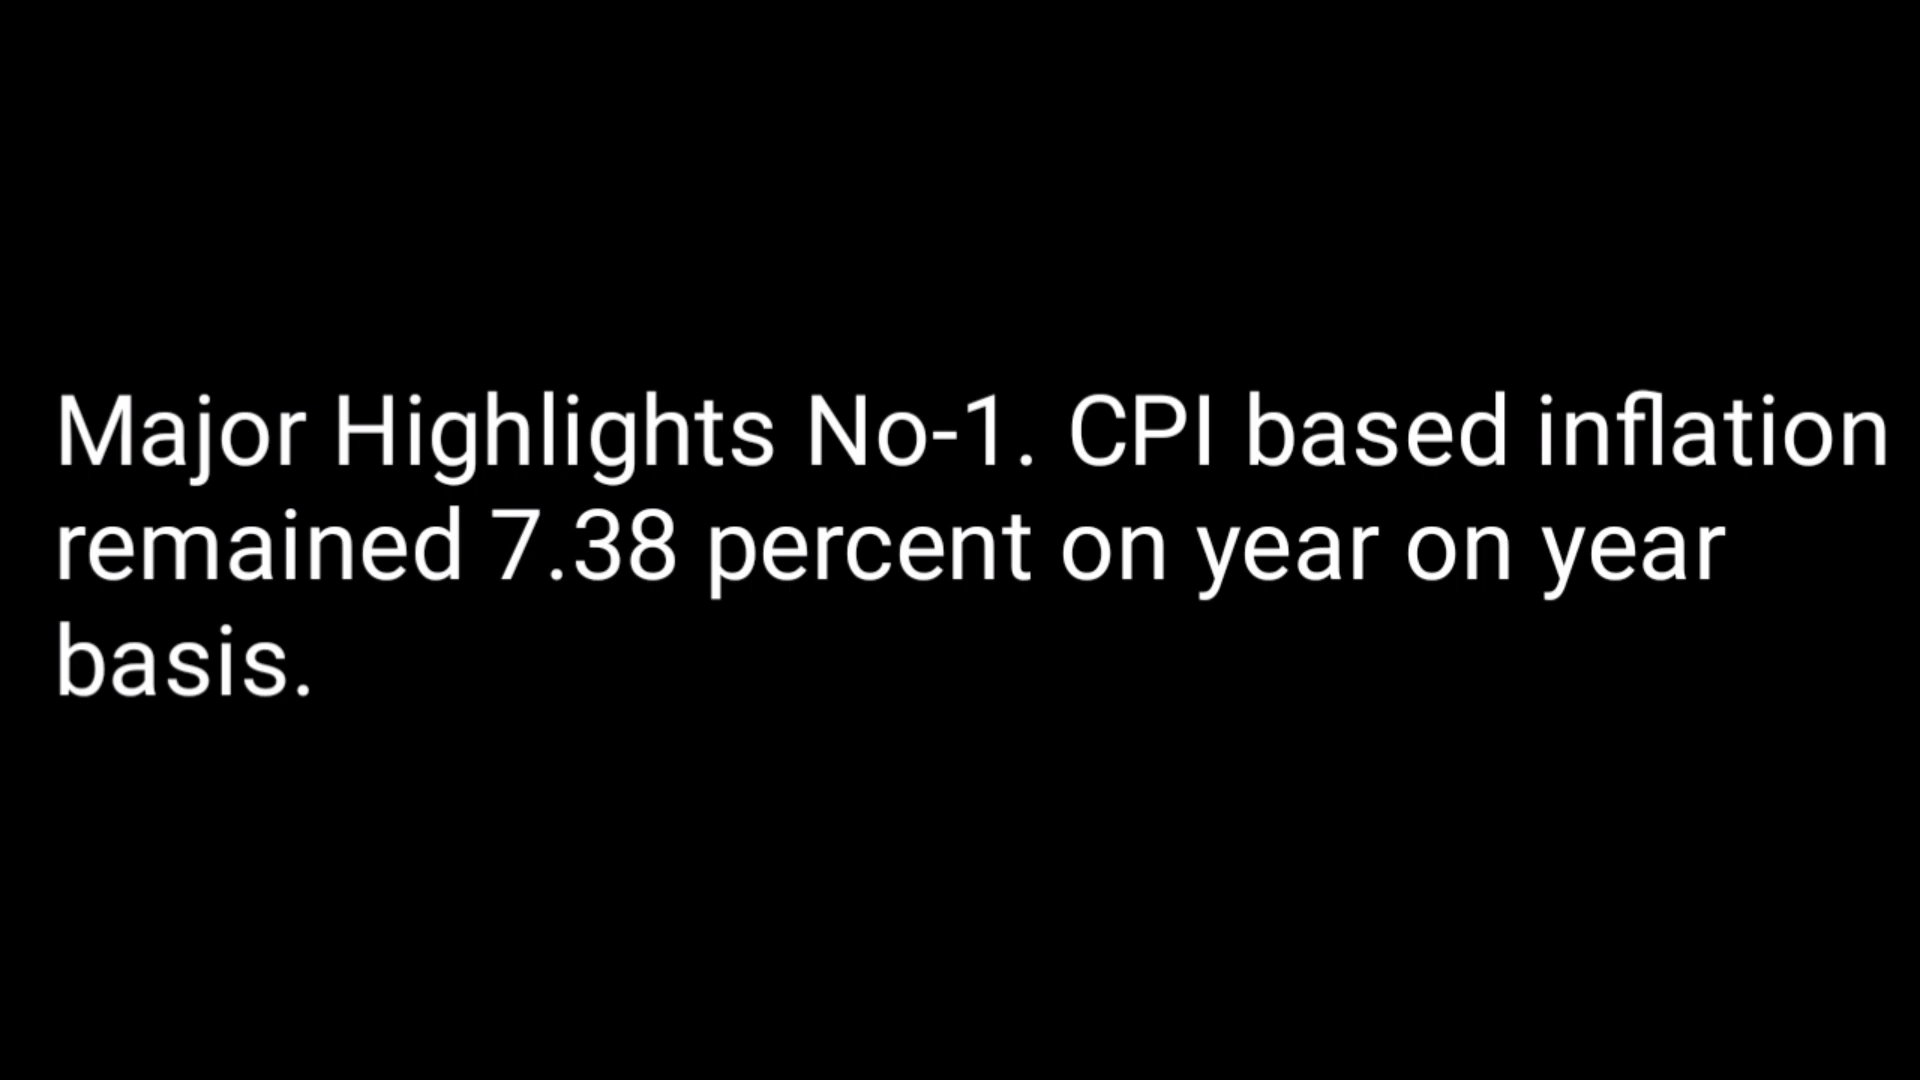 Major Highlights No-1. CPI based inflation
remained 7.38 percent on year on year
basis.